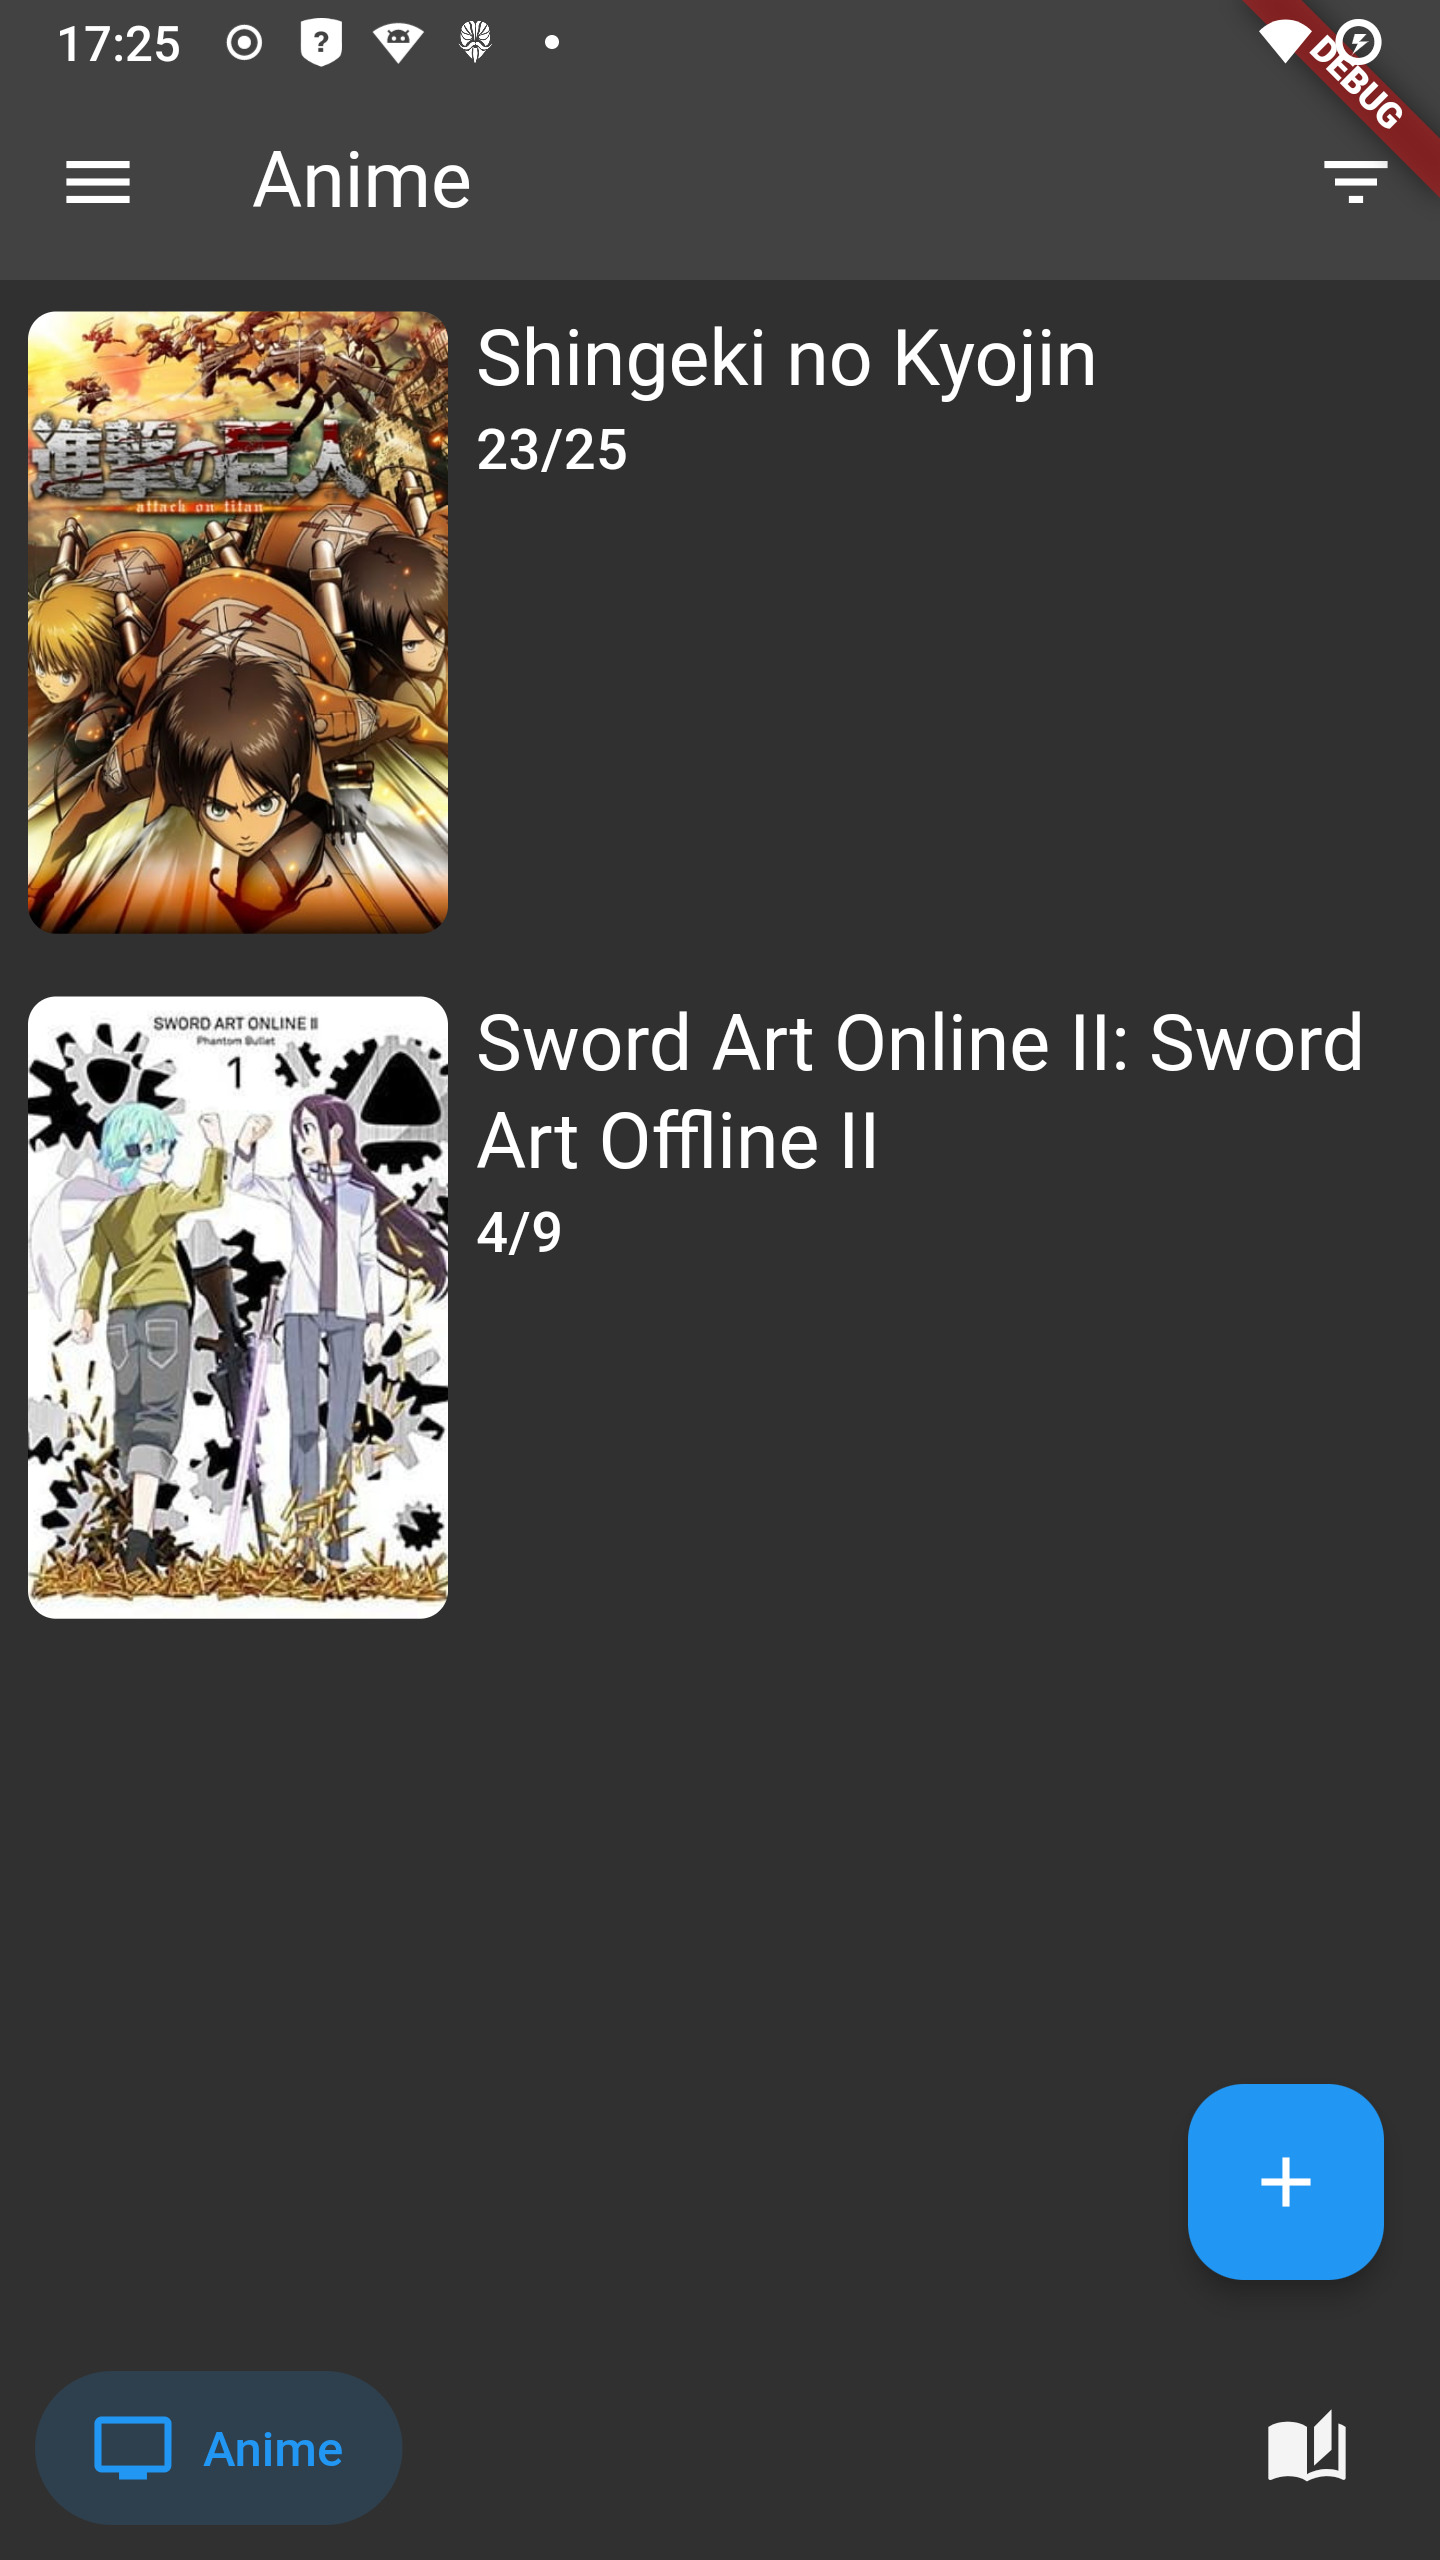 17:25
?
DEBUG
Anime
進撃の巨人
attack on titan
Shingeki no Kyojin
23/25
SWORD ART ONLINE II
Phantom Bullet
1
Sword Art Online II: Sword
Art Offline II
4/9
Anime